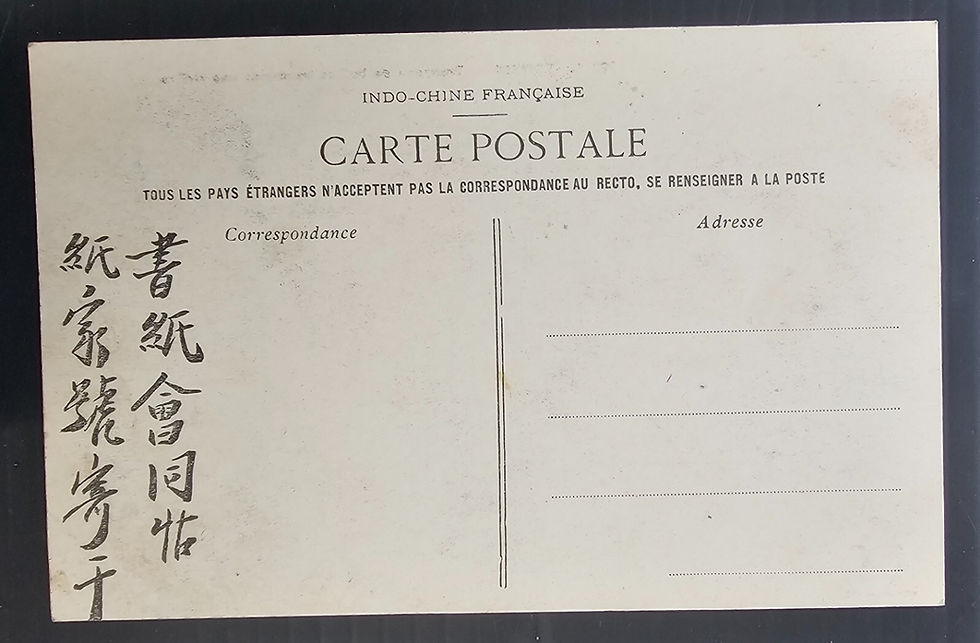 INDO-CHINE FRANÇAISE
CARTE POSTALE
TOUS LES PAYS ÉTRANGERS N'ACCEPTENT PAS LA CORRESPONDANCE AU RECTO, SE RENSEIGNER A LA POSTE
Correspondance
Adresse
書紙會同
紙家號寄于